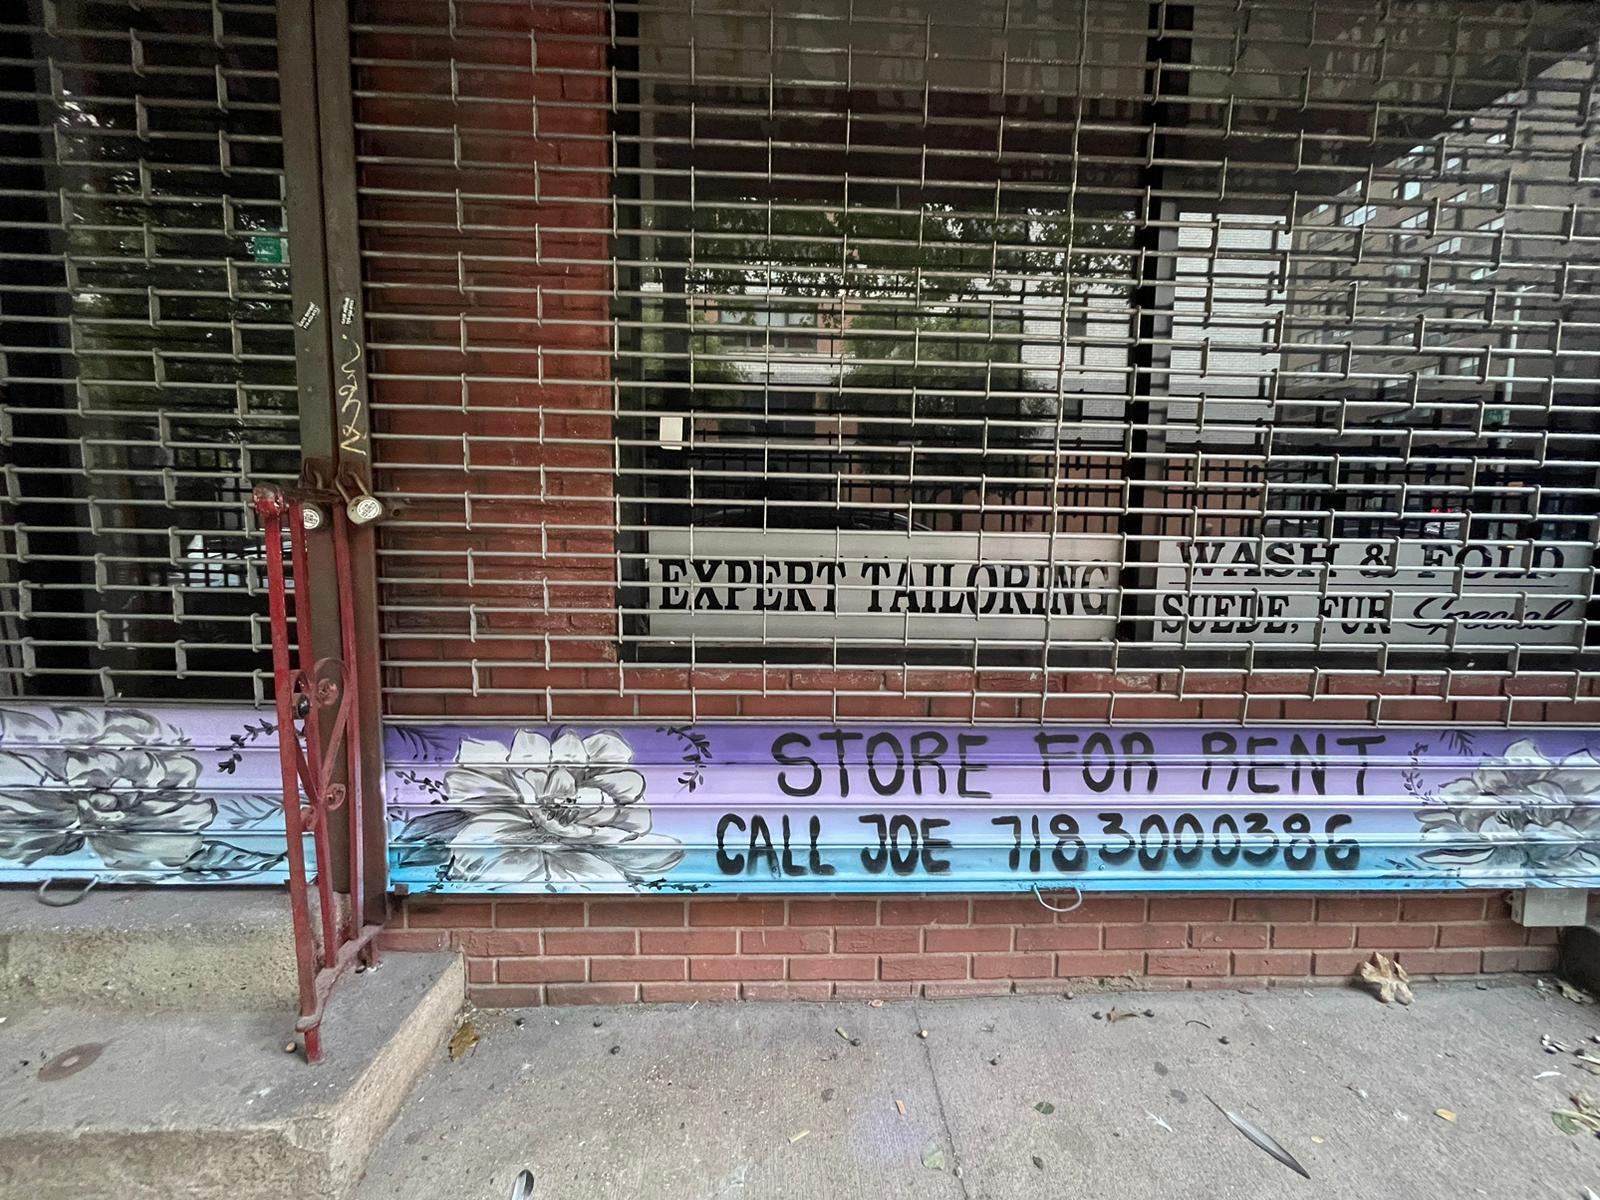 EXPERT TAILORING
WASH & FOLD
SUEDE, FUR Special
STORE FOR RENT
CALL JOE 7183000386